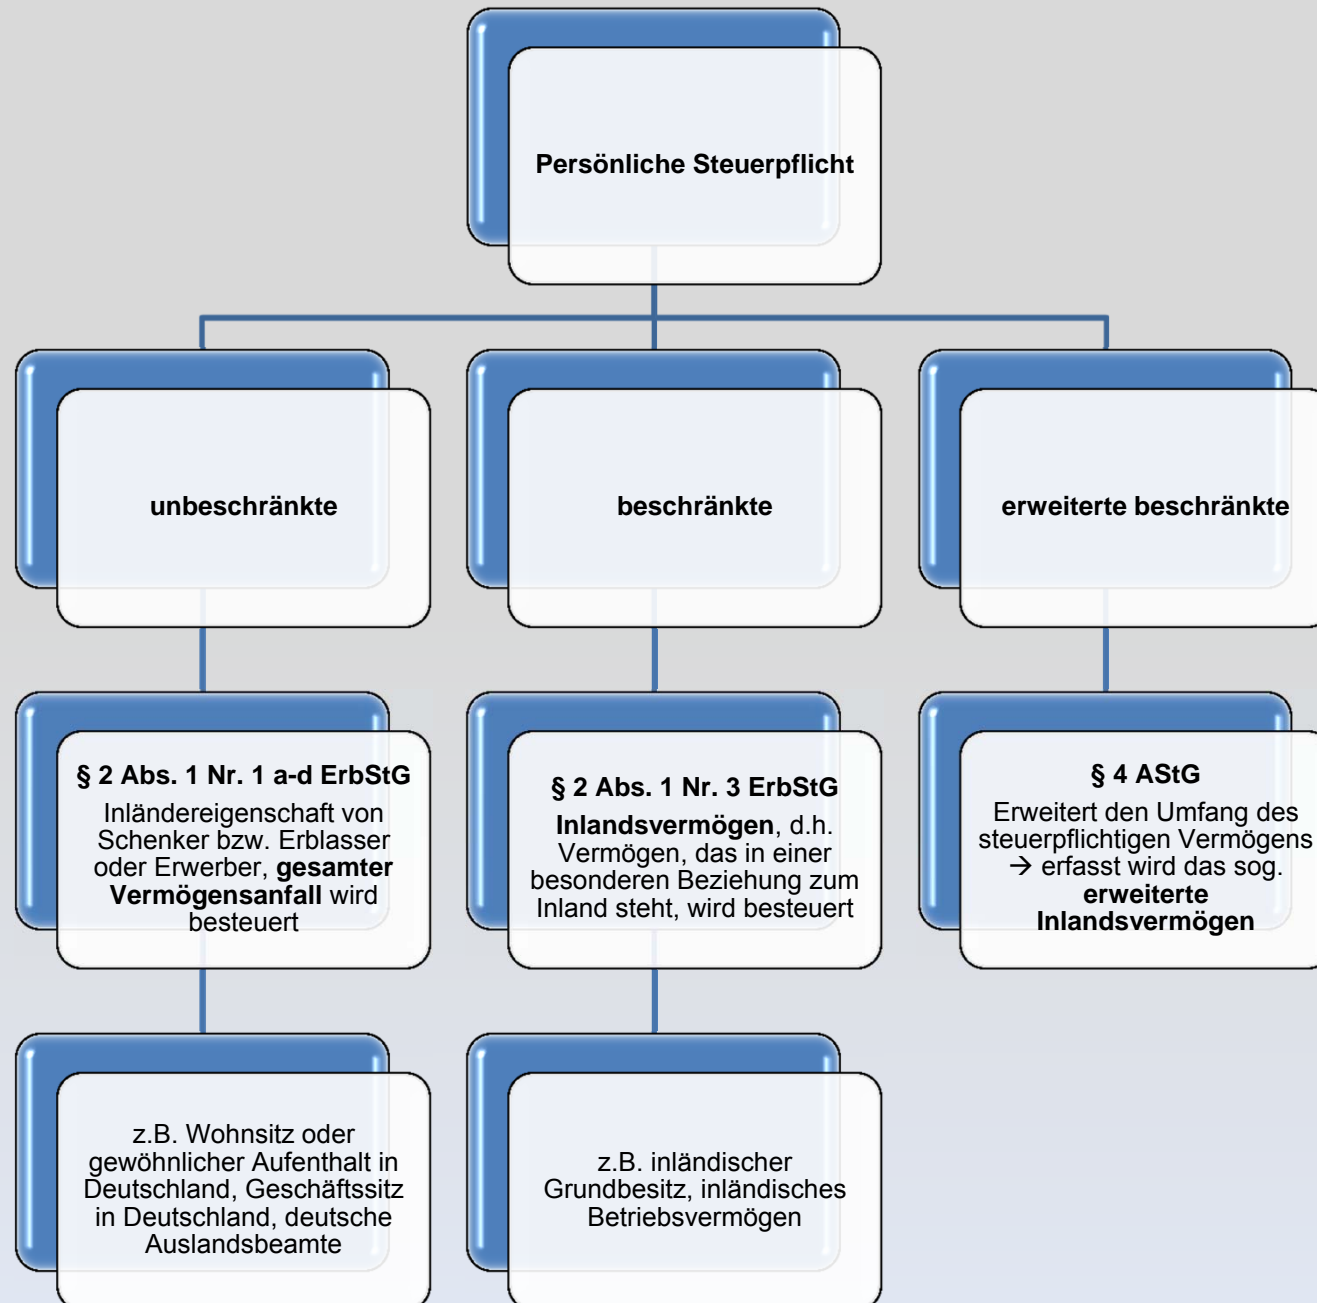 Persönliche Steuerpflicht
unbeschränkte
beschränkte
erweiterte beschränkte
§ 2 Abs. 1 Nr. 1 a-d ErbStG
Inländereigenschaft von
Schenker bzw. Erblasser
oder Erwerber, gesamter
Vermögensanfall wird
besteuert
§ 2 Abs. 1 Nr. 3 ErbStG
Inlandsvermögen, d.h.
Vermögen, das in einer
besonderen Beziehung zum
Inland steht, wird besteuert
§ 4 AStG
Erweitert den Umfang des
steuerpflichtigen Vermögens
→ erfasst wird das sog.
erweiterte
Inlandsvermögen
z.B. Wohnsitz oder
gewöhnlicher Aufenthalt in
Deutschland, Geschäftssitz
in Deutschland, deutsche
Auslandsbeamte
z.B. inländischer
Grundbesitz, inländisches
Betriebsvermögen